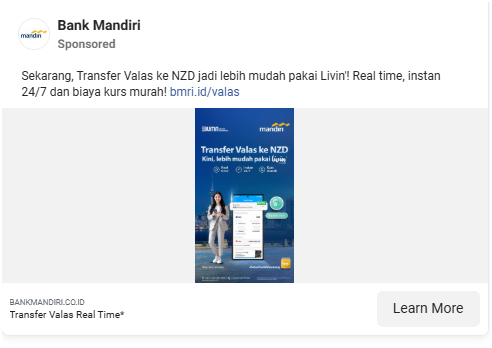 Bank Mandiri
Sponsored
mandiri
Sekarang, Transfer Valas ke NZD jadi lebih mudah pakai Livin'! Real time, instan
24/7 dan biaya kurs murah! bmri.id/valas
BUMN mandiri
Transfer Valas ke NZD
Kini, lebih mudah pakai livin'
BANKMANDIRI.CO.ID
Transfer Valas Real Time*
Learn More